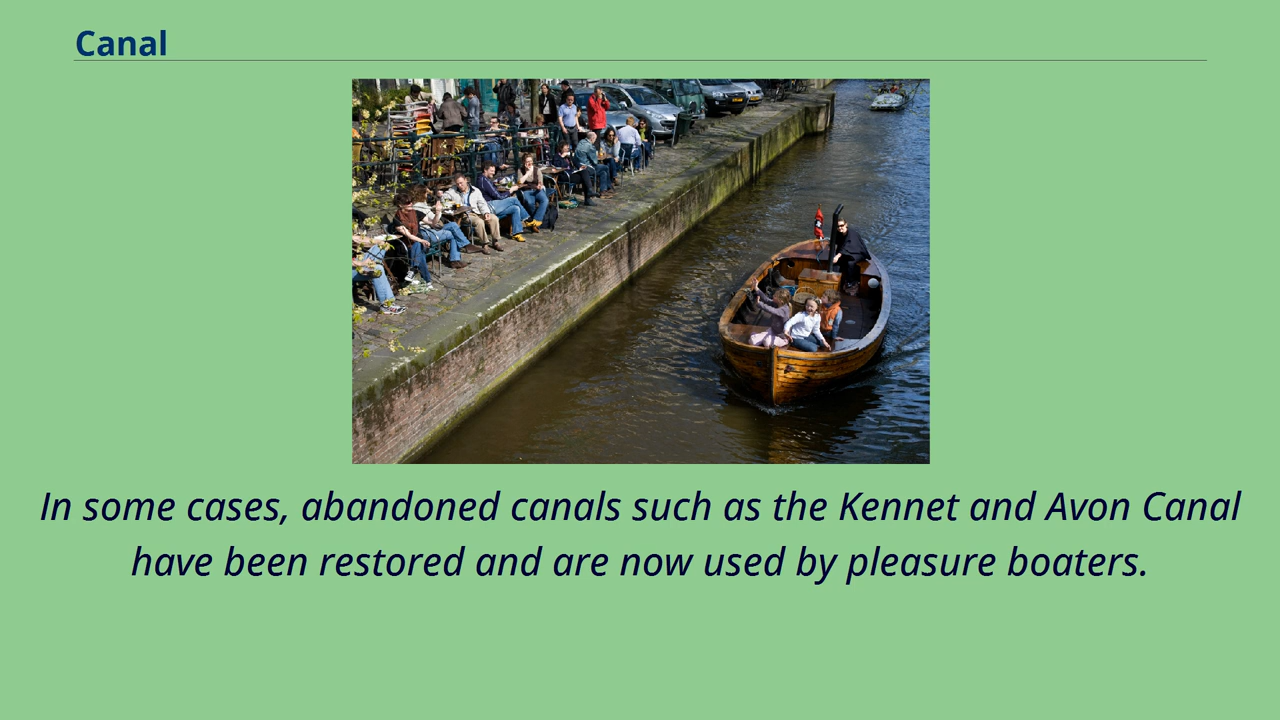 Canal
In some cases, abandoned canals such as the Kennet and Avon Canal
have been restored and are now used by pleasure boaters.